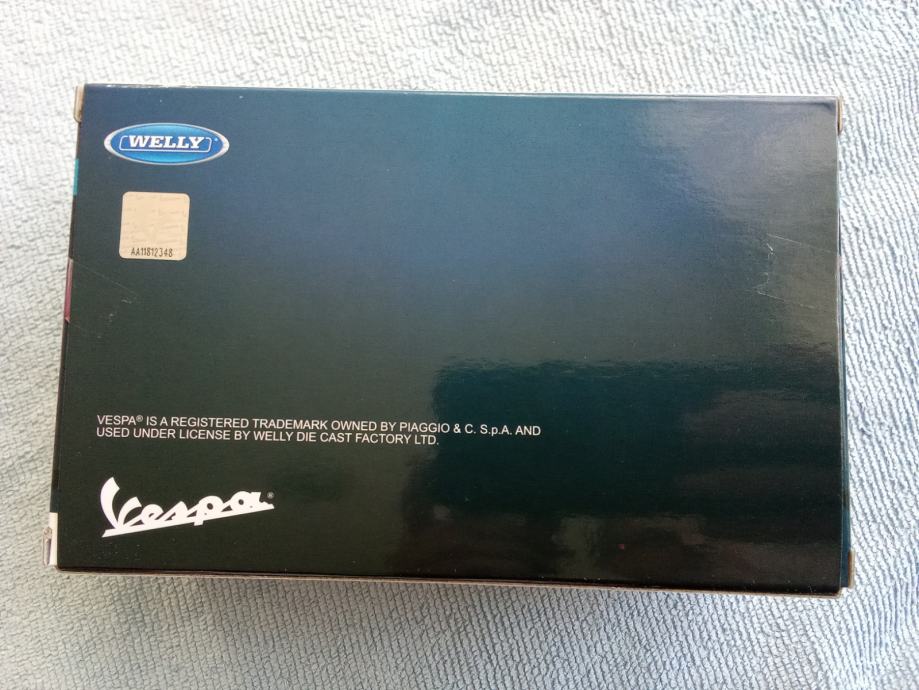 WELLY
AA11812348
VESPA® IS A REGISTERED TRADEMARK OWNED BY PIAGGIO & C. S.p.A. AND
USED UNDER LICENSE BY WELLY DIE CAST FACTORY LTD.
Vespa®